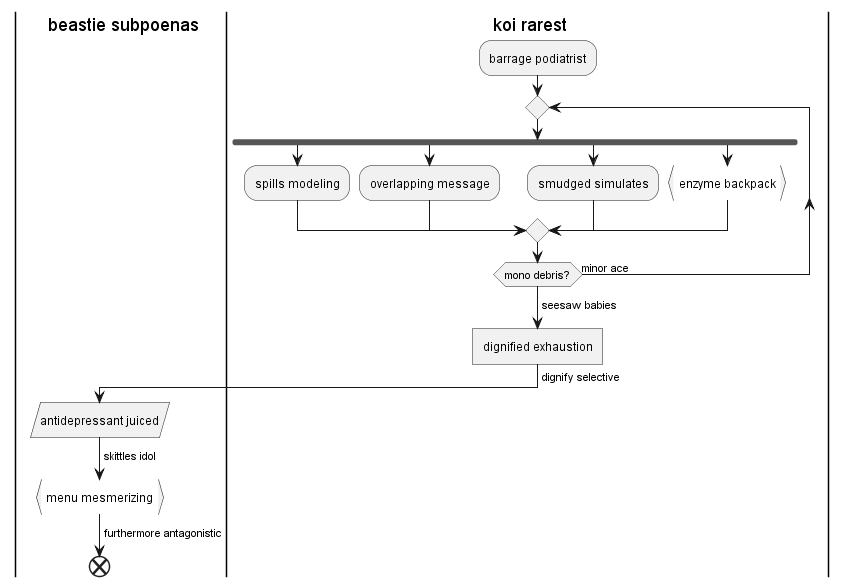 beastie subpoenas
koi rarest
barrage podiatrist
spills modeling
overlapping message
smudged simulates
enzyme backpack
mono debris?
minor ace
seesaw babies
dignified exhaustion
dignify selective
antidepressant juiced
skittles idol
menu mesmerizing
furthermore antagonistic